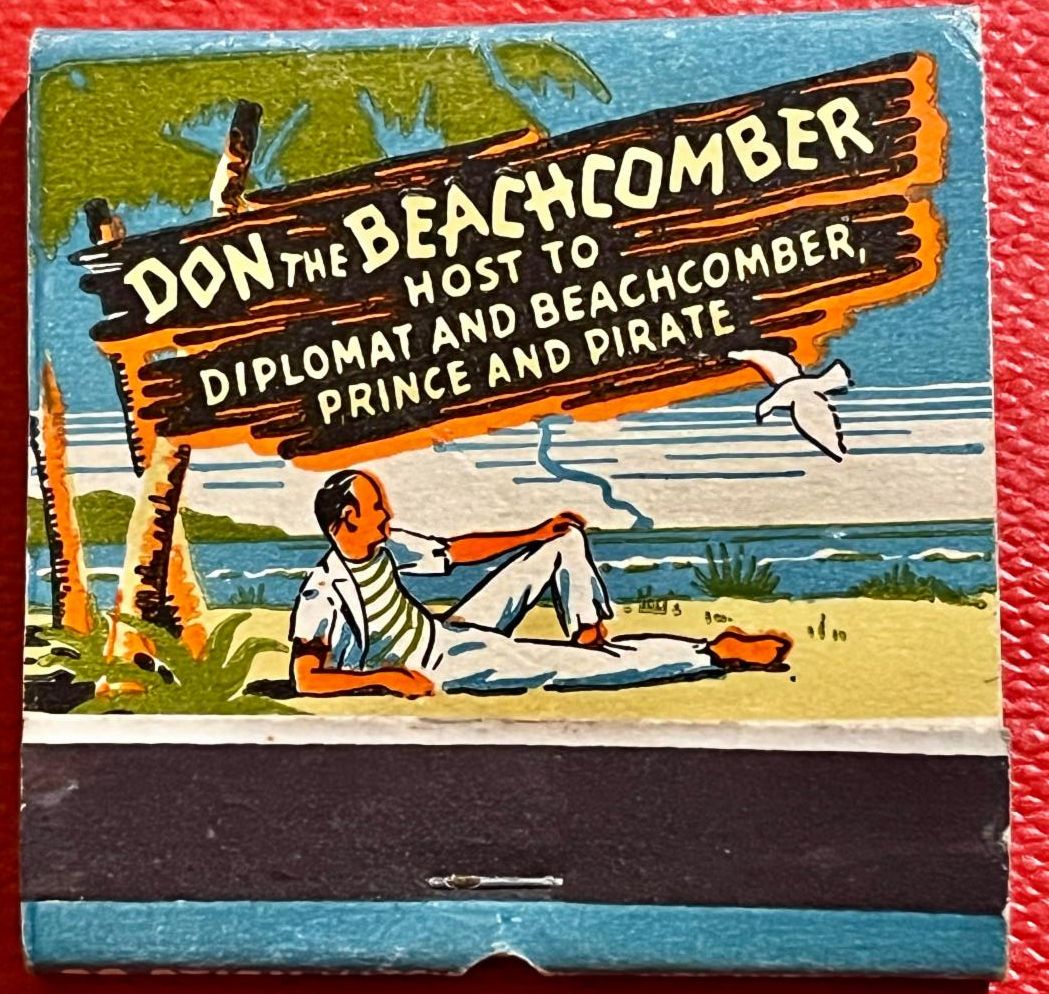 DON THE BEACHCOMBER
HOST TO
DIPLOMAT AND BEACHCOMBER,
PRINCE AND PIRATE